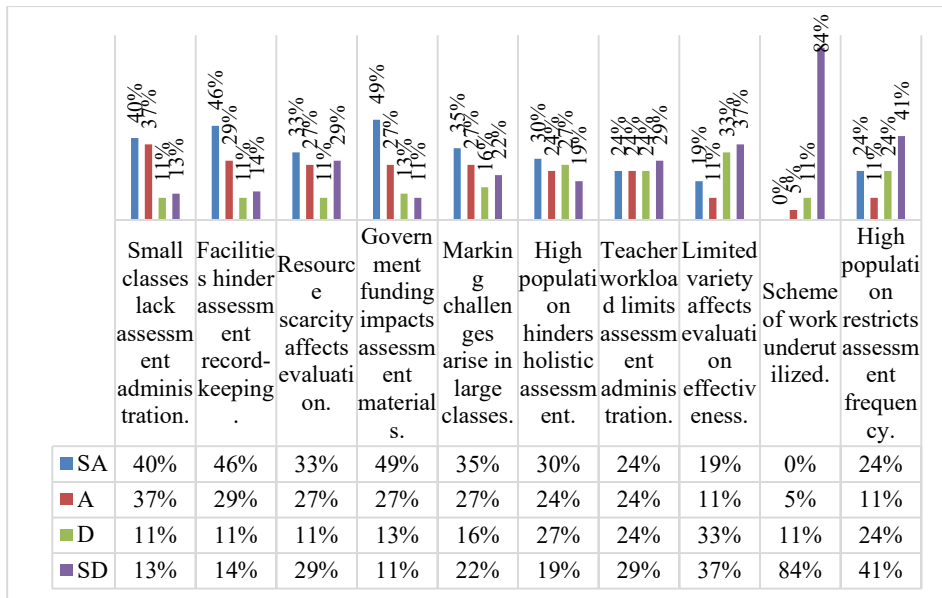 40%
37%
11%
13%
46%
29%
11%
14%
33%
27%
11%
29%
49%
27%
13%
11%
35%
27%
16%
22%
30%
24%
27%
19%
24%
24%
24%
29%
19%
11%
33%
37%
0%
5%
11%
84%
24%
11%
24%
41%
Small
classes
lack
assessm
ent
adminis
tration.
Facilitie
s hinder
assessm
ent
record-
keeping
.
Resourc
e
scarcity
affects
evaluati
on.
Govern
ment
funding
impacts
assessm
ent
material
s.
Markin
g
challen
ges
arise in
large
classes.
High
populati
on
hinders
holistic
assessm
ent.
Teacher
workloa
d limits
assessm
ent
adminis
tration.
Limited
variety
affects
evaluati
on
effectiv
eness.
Scheme
of work
underut
ilized.
High
populati
on
restricts
assessm
ent
frequen
cy.
SA 40% 46% 33% 49% 35% 30% 24% 19% 0% 24%
A 37% 29% 27% 27% 27% 24% 24% 11% 5% 11%
D 11% 11% 11% 13% 16% 27% 24% 33% 11% 24%
SD 13% 14% 29% 11% 22% 19% 29% 37% 84% 41%